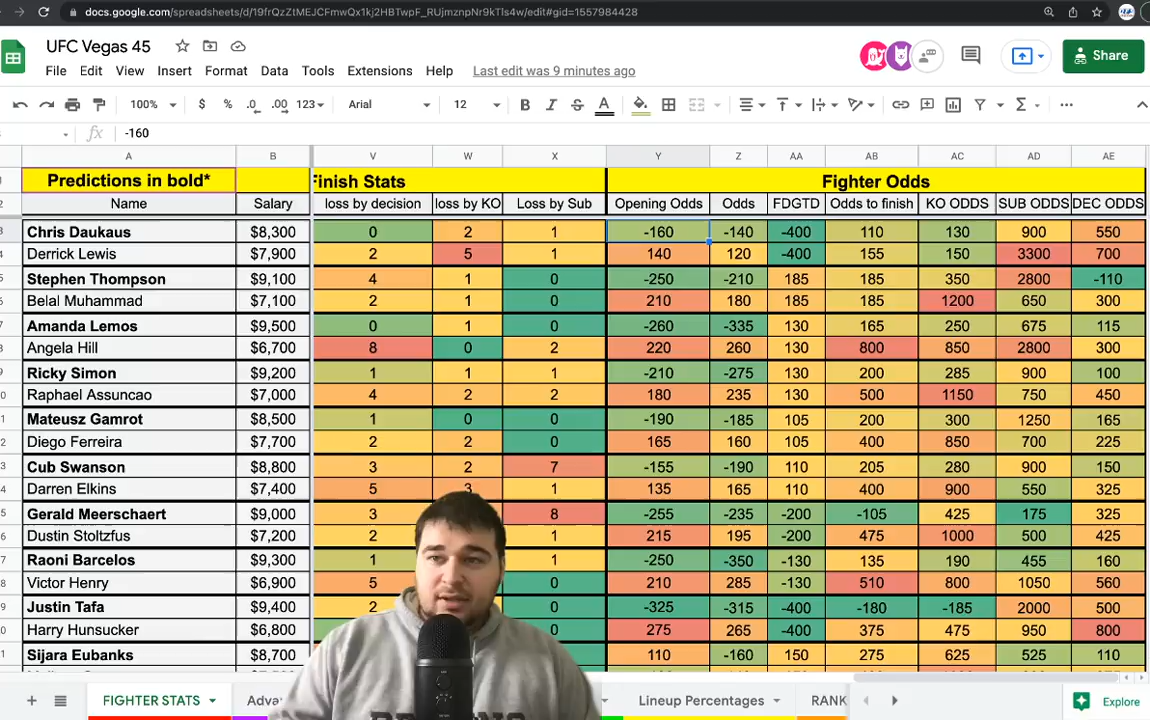 docs.google.com/spreadsheets/d/19frQzZtMEJCFmwQx1kj2HBTwpF_RUjmznpNr9kTls4w/edit#gid=1557984428
UFC Vegas 45
File Edit View Insert Format Data Tools Extensions Help Last edit was 9 minutes ago
Share
100% $ % .0 .00 123 Arial 12 B I S A
fx -160
A B V W X Y Z AA AB AC AD AE
Predictions in bold* Finish Stats Fighter Odds
Name Salary loss by decision loss by KO Loss by Sub Opening Odds Odds FDGTD Odds to finish KO ODDS SUB ODDS DEC ODDS
Chris Daukaus $8,300 0 2 1 -160 -140 -400 110 130 900 550
Derrick Lewis $7,900 2 5 1 140 120 -400 155 150 3300 700
Stephen Thompson $9,100 4 1 0 -250 -210 185 185 350 2800 -110
Belal Muhammad $7,100 2 1 0 210 180 185 185 1200 650 300
Amanda Lemos $9,500 0 1 0 -260 -335 130 165 250 675 115
Angela Hill $6,700 8 0 2 220 260 130 800 850 2800 300
Ricky Simon $9,200 1 1 1 -210 -275 130 200 285 900 100
Raphael Assuncao $7,000 4 2 2 180 235 130 500 1150 750 450
Mateusz Gamrot $8,500 1 0 0 -190 -185 105 200 300 1250 165
Diego Ferreira $7,700 2 2 0 165 160 105 400 850 700 225
Cub Swanson $8,800 3 2 7 -155 -190 110 205 280 900 150
Darren Elkins $7,400 5 3 1 135 165 110 400 900 550 325
Gerald Meerschaert $9,000 3 8 -255 -235 -200 -105 425 175 325
Dustin Stoltzfus $7,200 2 1 215 195 -200 475 1000 500 425
Raoni Barcelos $9,300 1 1 -250 -350 -130 135 190 455 160
Victor Henry $6,900 5 0 210 285 -130 510 800 1050 560
Justin Tafa $9,400 2 0 -325 -315 -400 -180 -185 2000 500
Harry Hunsucker $6,800 0 275 265 -400 375 475 950 800
Sijara Eubanks $8,700 110 -160 150 275 625 525 110
FIGHTER STATS Adva Lineup Percentages RANK Explore